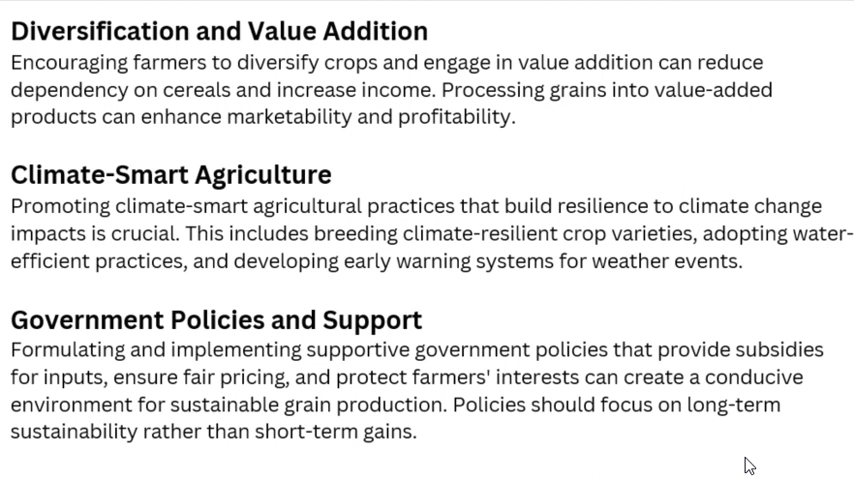 Diversification and Value Addition
Encouraging farmers to diversify crops and engage in value addition can reduce
dependency on cereals and increase income. Processing grains into value-added
products can enhance marketability and profitability.
Climate-Smart Agriculture
Promoting climate-smart agricultural practices that build resilience to climate change
impacts is crucial. This includes breeding climate-resilient crop varieties, adopting water-
efficient practices, and developing early warning systems for weather events.
Government Policies and Support
Formulating and implementing supportive government policies that provide subsidies
for inputs, ensure fair pricing, and protect farmers' interests can create a conducive
environment for sustainable grain production. Policies should focus on long-term
sustainability rather than short-term gains.